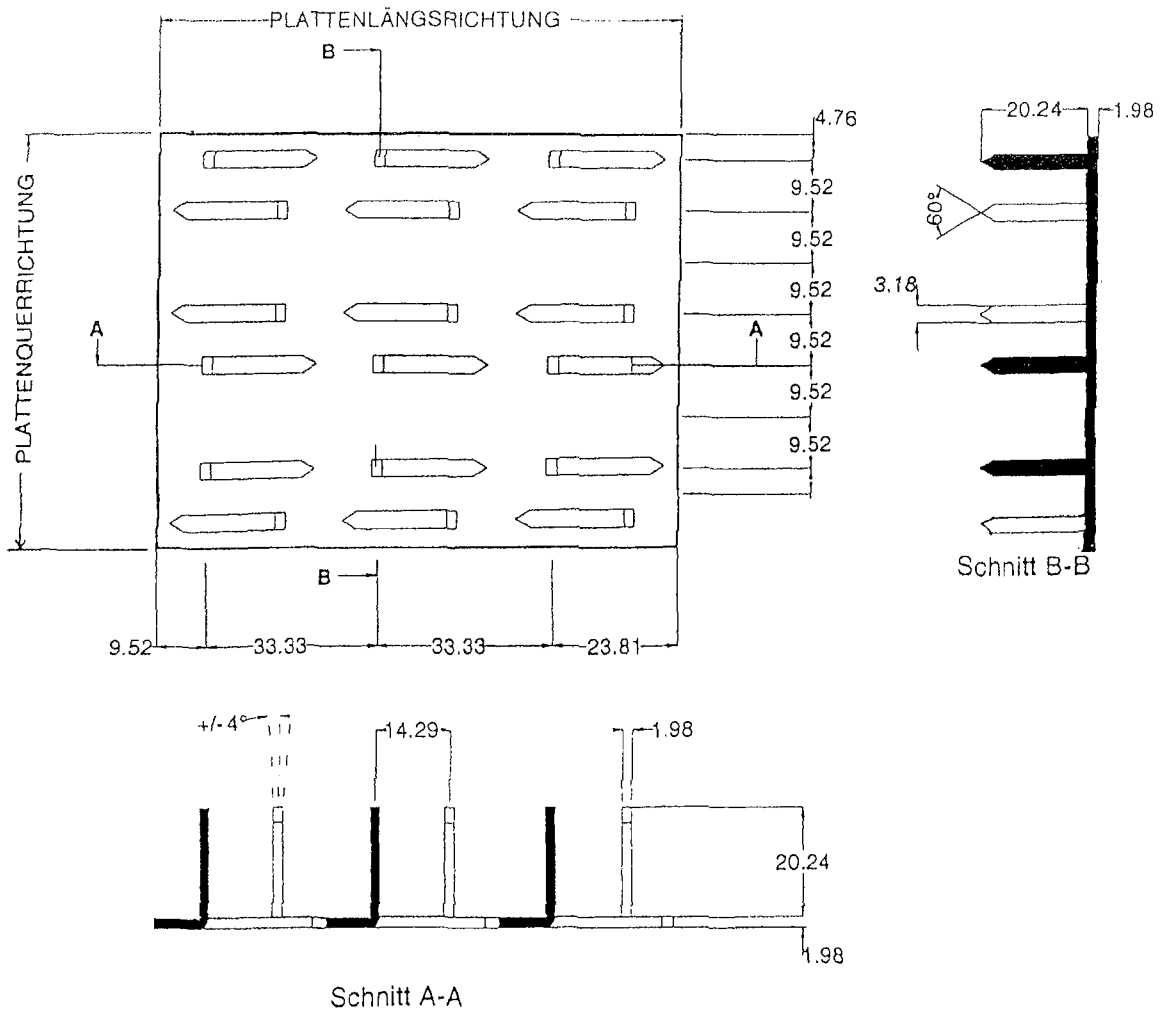 PLATTENLÄNGSRICHTUNG
B
4.76
20.24
1.98
PLATTENQUERRICHTUNG
9.52
9.52
60°
9.52
3.18
A
A
9.52
9.52
9.52
B
Schnitt B-B
9.52
33.33
33.33
23.81
+/-4°
14.29
1.98
20.24
1.98
Schnitt A-A